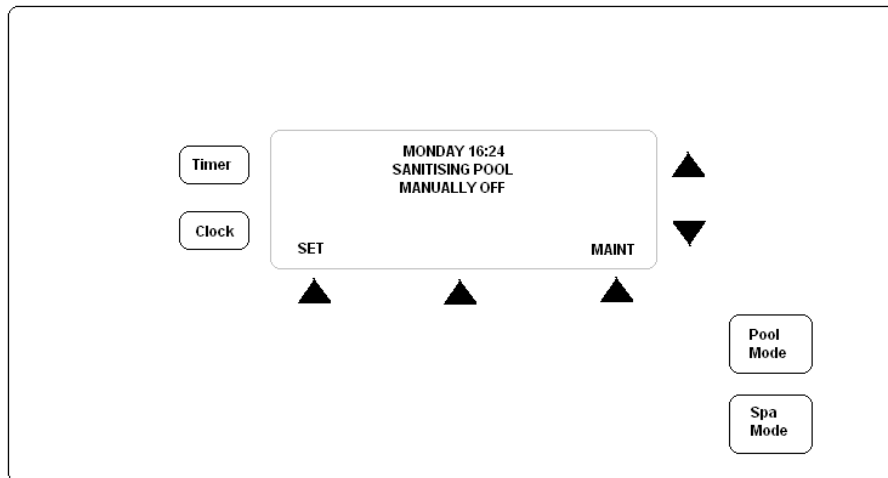 MONDAY 16:24
SANITISING POOL
MANUALLY OFF
Timer
Clock
SET
MAINT
Pool
Mode
Spa
Mode